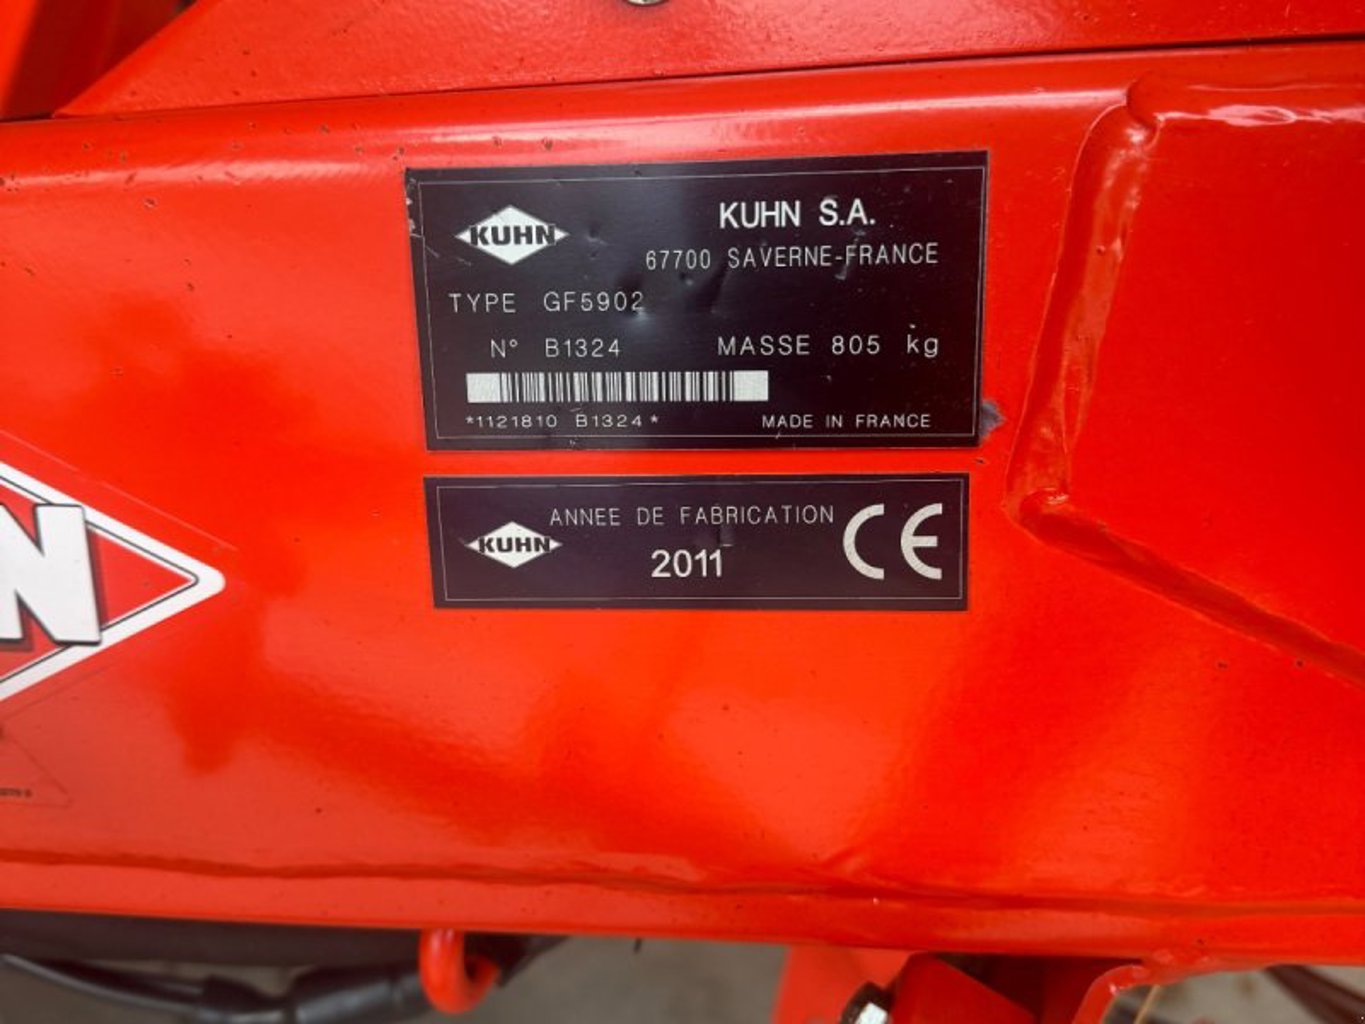 KUHN
KUHN S.A.
67700 SAVERNE-FRANCE
TYPE GF5902
N° B1324 MASSE 805 kg
*1121810 B1324*
MADE IN FRANCE
KUHN
ANNEE DE FABRICATION
2011
CE
N